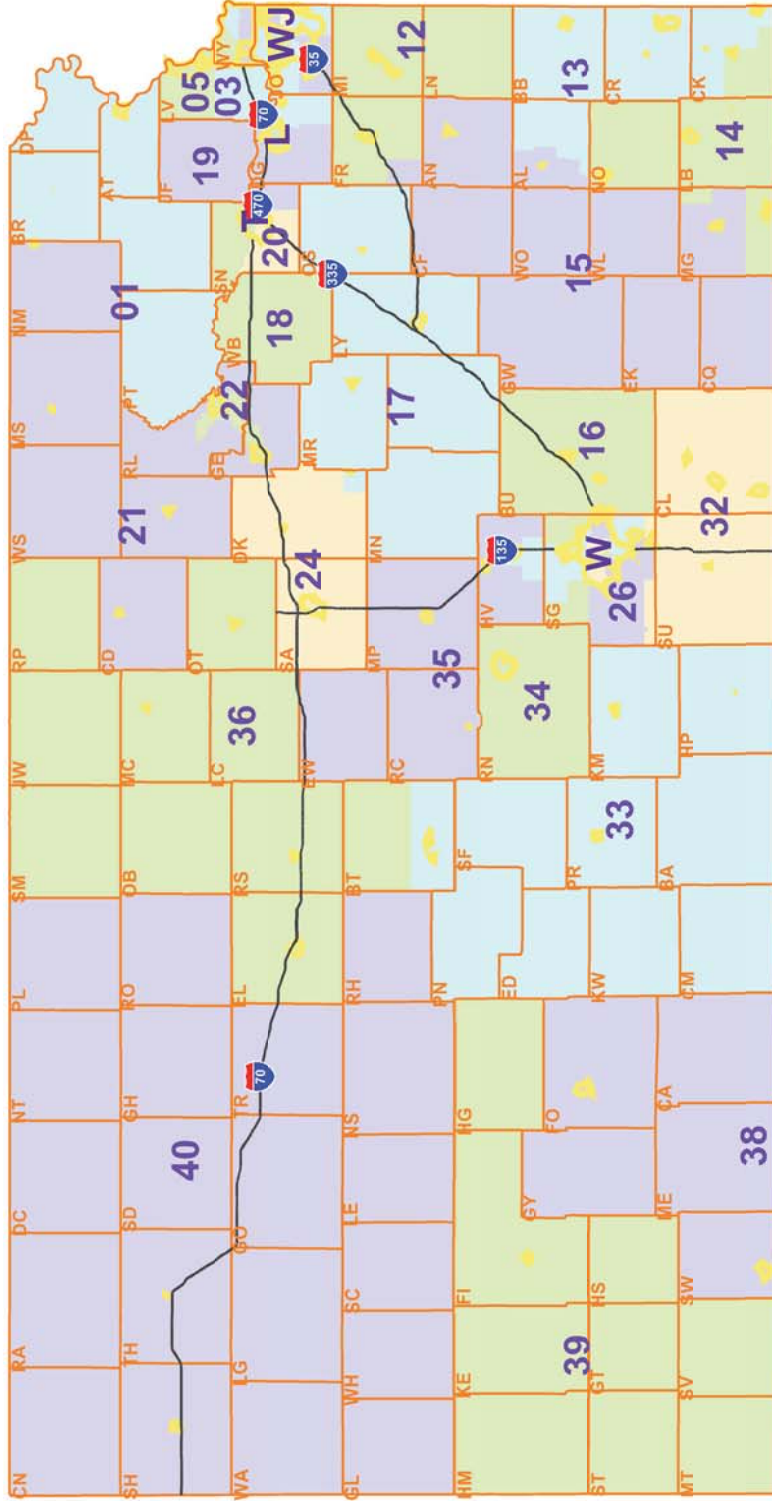 CN RA DC NT PL SM JW RP WS MS NM BR DP
SH TH SD GH RO OB MC CD RL PT AT
40
21
01
LC OT JF LV
36
19
05
03
WY
WA LG GO TR EL RS SA DK GE WB SN DG JO
70
22
18
T
470
L
70
WJ
20
24
EW
GL WH SC LE NS RH BT RC MP MN MR LY OS FR MI
335
35
12
17
35
HM KE FI HG PN SF RN HV BU GW CF AN LN
135
GY ED FO SG WO AL BB
34
16
W
26
15
13
ST GT HS KW PR KM EK WL NO CR
39
33
32
MT SV SW ME CA CM BA HP SU CL CQ MG LB CK
38
14